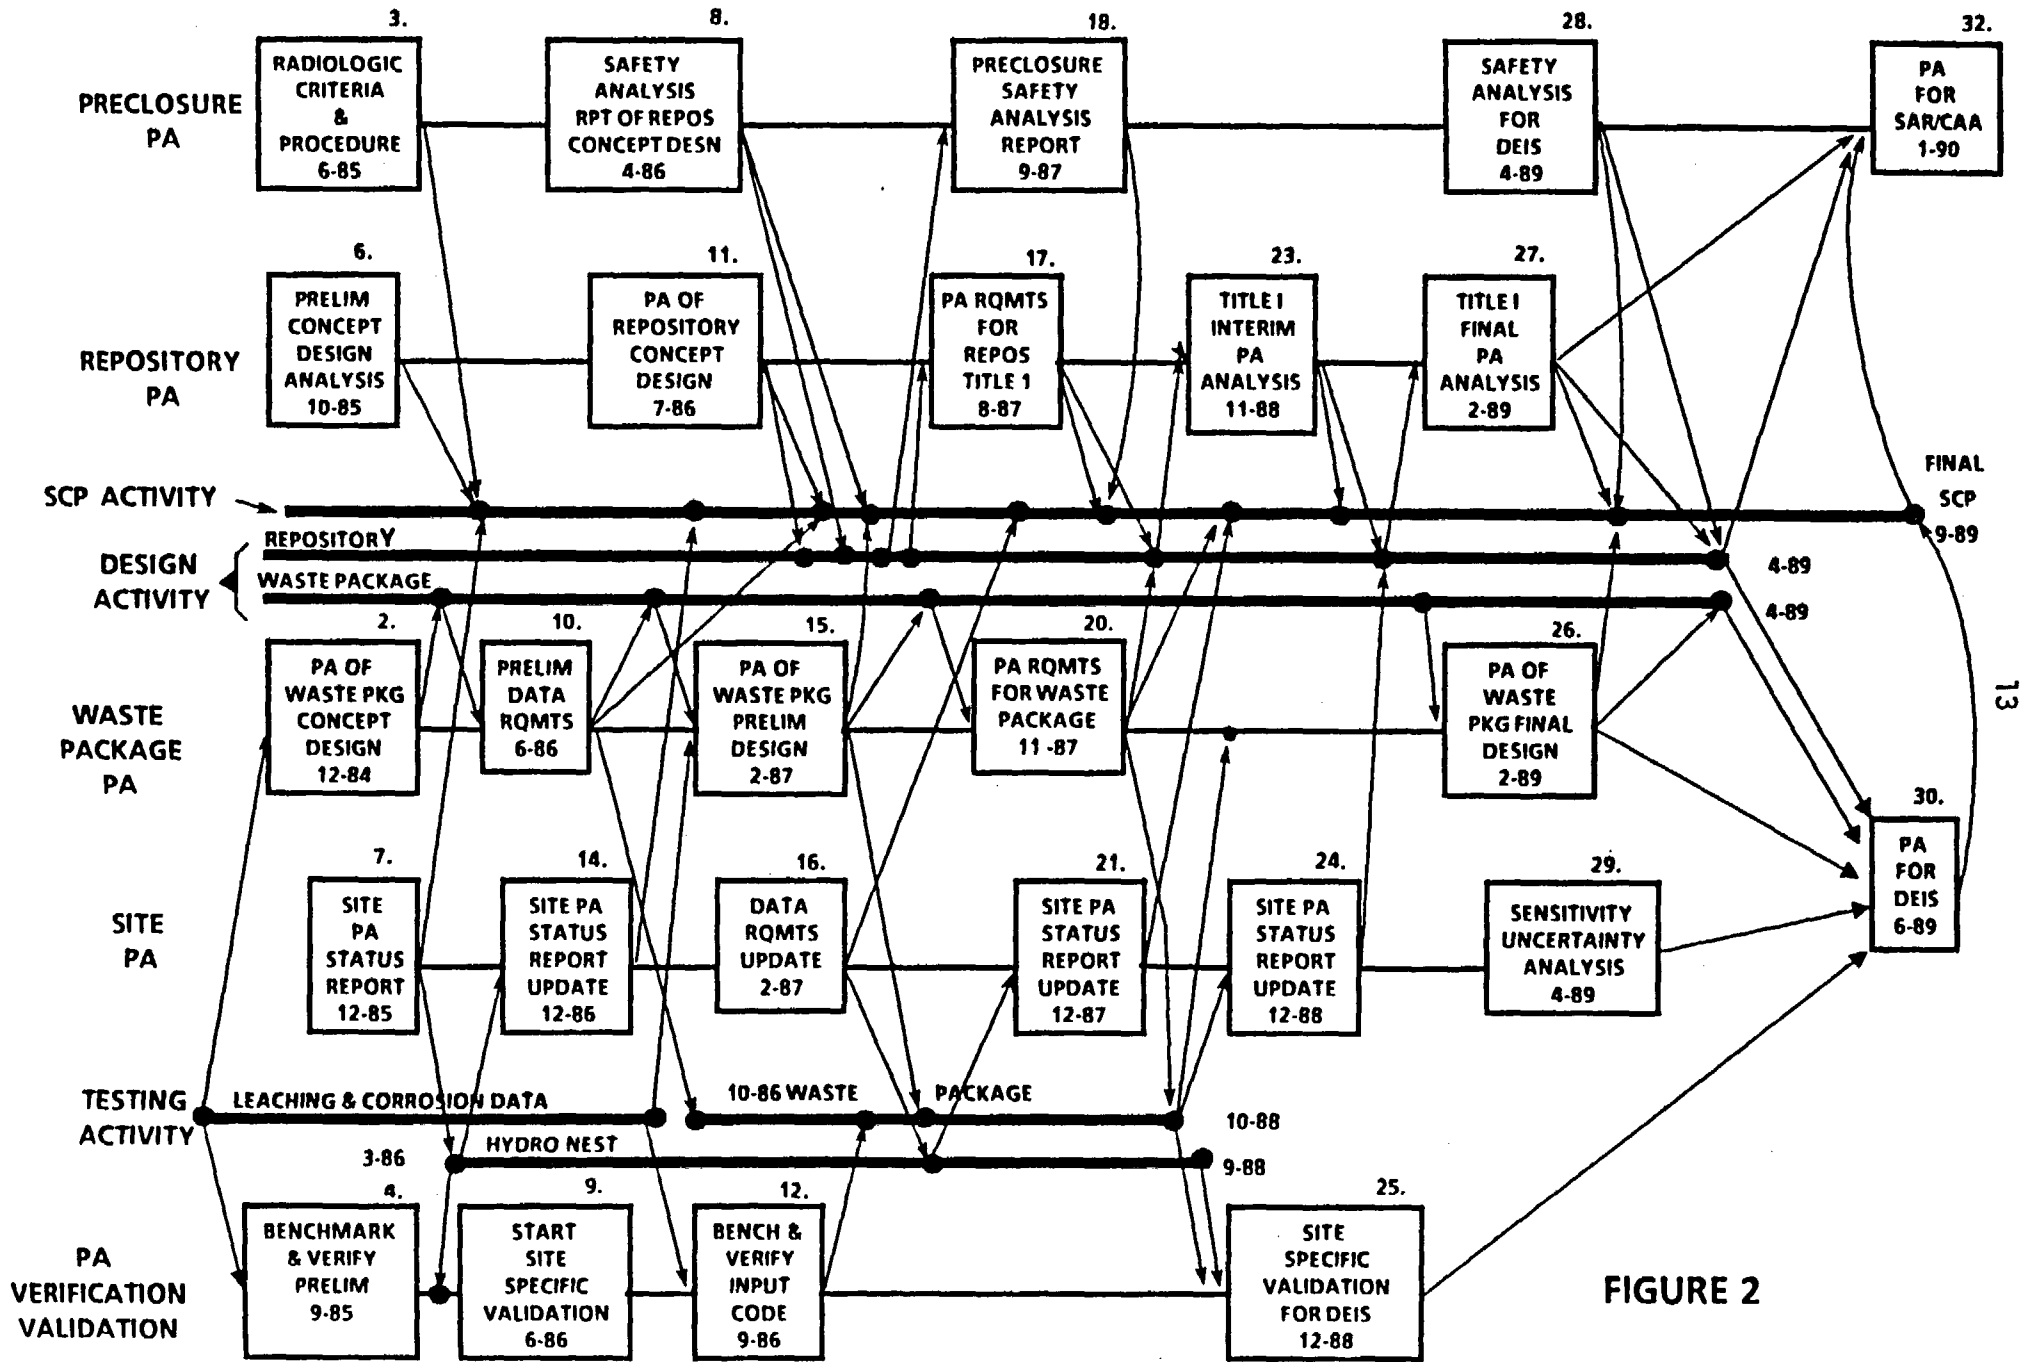 3.
8.
18.
28.
32.
PRECLOSURE
PA
RADIOLOGIC
CRITERIA
&
PROCEDURE
6-85
SAFETY
ANALYSIS
RPT OF REPOS
CONCEPT DESN
4-86
PRECLOSURE
SAFETY
ANALYSIS
REPORT
9-87
SAFETY
ANALYSIS
FOR
DEIS
4-89
PA
FOR
SAR/CAA
1-90
6.
11.
17.
23.
27.
REPOSITORY
PA
PRELIM
CONCEPT
DESIGN
ANALYSIS
10-85
PA OF
REPOSITORY
CONCEPT
DESIGN
7-86
PA RQMTS
FOR
REPOS
TITLE 1
8-87
TITLE I
INTERIM
PA
ANALYSIS
11-88
TITLE I
FINAL
PA
ANALYSIS
2-89
SCP ACTIVITY
FINAL
SCP
9-89
DESIGN
ACTIVITY
REPOSITORY
4-89
WASTE PACKAGE
4-89
2.
10.
15.
20.
26.
WASTE
PACKAGE
PA
PA OF
WASTE PKG
CONCEPT
DESIGN
12-84
PRELIM
DATA
RQMTS
6-86
PA OF
WASTE PKG
PRELIM
DESIGN
2-87
PA RQMTS
FOR WASTE
PACKAGE
11-87
PA OF
WASTE
PKG FINAL
DESIGN
2-89
13
30.
PA
FOR
DEIS
6-89
7.
14.
16.
21.
24.
29.
SITE
PA
SITE
PA
STATUS
REPORT
12-85
SITE PA
STATUS
REPORT
UPDATE
12-86
DATA
RQMTS
UPDATE
2-87
SITE PA
STATUS
REPORT
UPDATE
12-87
SITE PA
STATUS
REPORT
UPDATE
12-88
SENSITIVITY
UNCERTAINTY
ANALYSIS
4-89
TESTING
ACTIVITY
LEACHING & CORROSION DATA
10-86 WASTE PACKAGE
10-88
3-86
HYDRO NEST
9-88
4.
9.
12.
25.
PA
VERIFICATION
VALIDATION
BENCHMARK
& VERIFY
PRELIM
9-85
START
SITE
SPECIFIC
VALIDATION
6-86
BENCH &
VERIFY
INPUT
CODE
9-86
SITE
SPECIFIC
VALIDATION
FOR DEIS
12-88
FIGURE 2